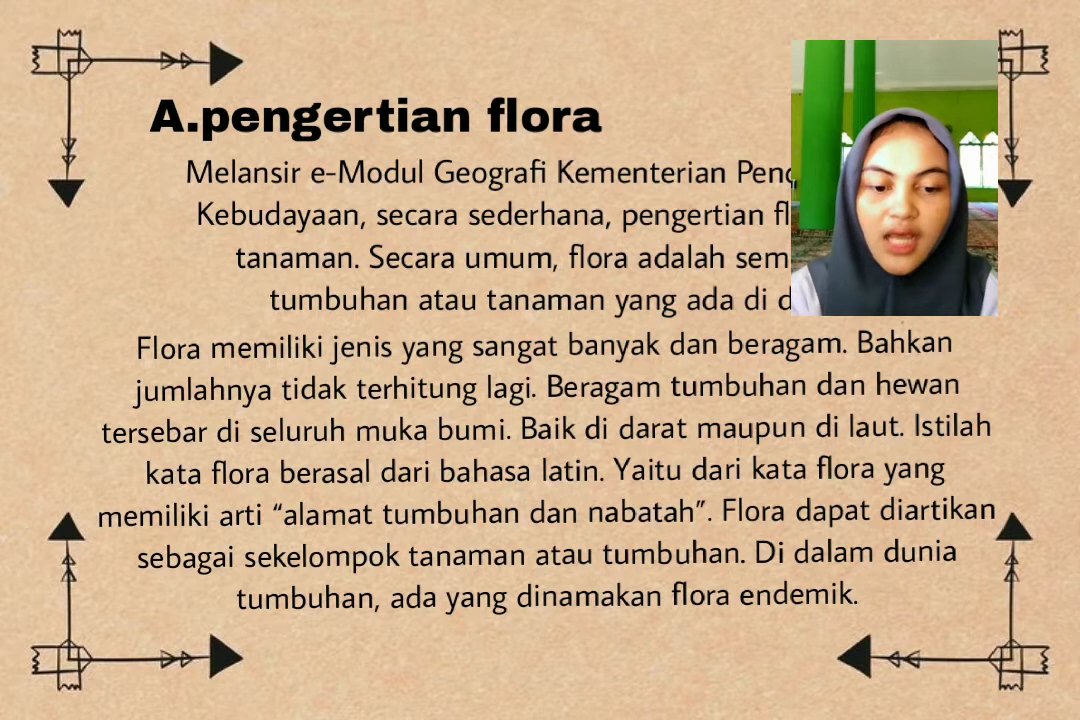 A.pengertian flora
Melansir e-Modul Geografi Kementerian
Kebudayaan, secara sederhana, pengertian
tanaman. Secara umum, flora adalah
tumbuhan atau tanaman yang ada di
Flora memiliki jenis yang sangat banyak dan beragam. Bahkan
jumlahnya tidak terhitung lagi. Beragam tumbuhan dan hewan
tersebar di seluruh muka bumi. Baik di darat maupun di laut. Istilah
kata flora berasal dari bahasa latin. Yaitu dari kata flora yang
memiliki arti “alamat tumbuhan dan nabatah”. Flora dapat diartikan
sebagai sekelompok tanaman atau tumbuhan. Di dalam dunia
tumbuhan, ada yang dinamakan flora endemik.